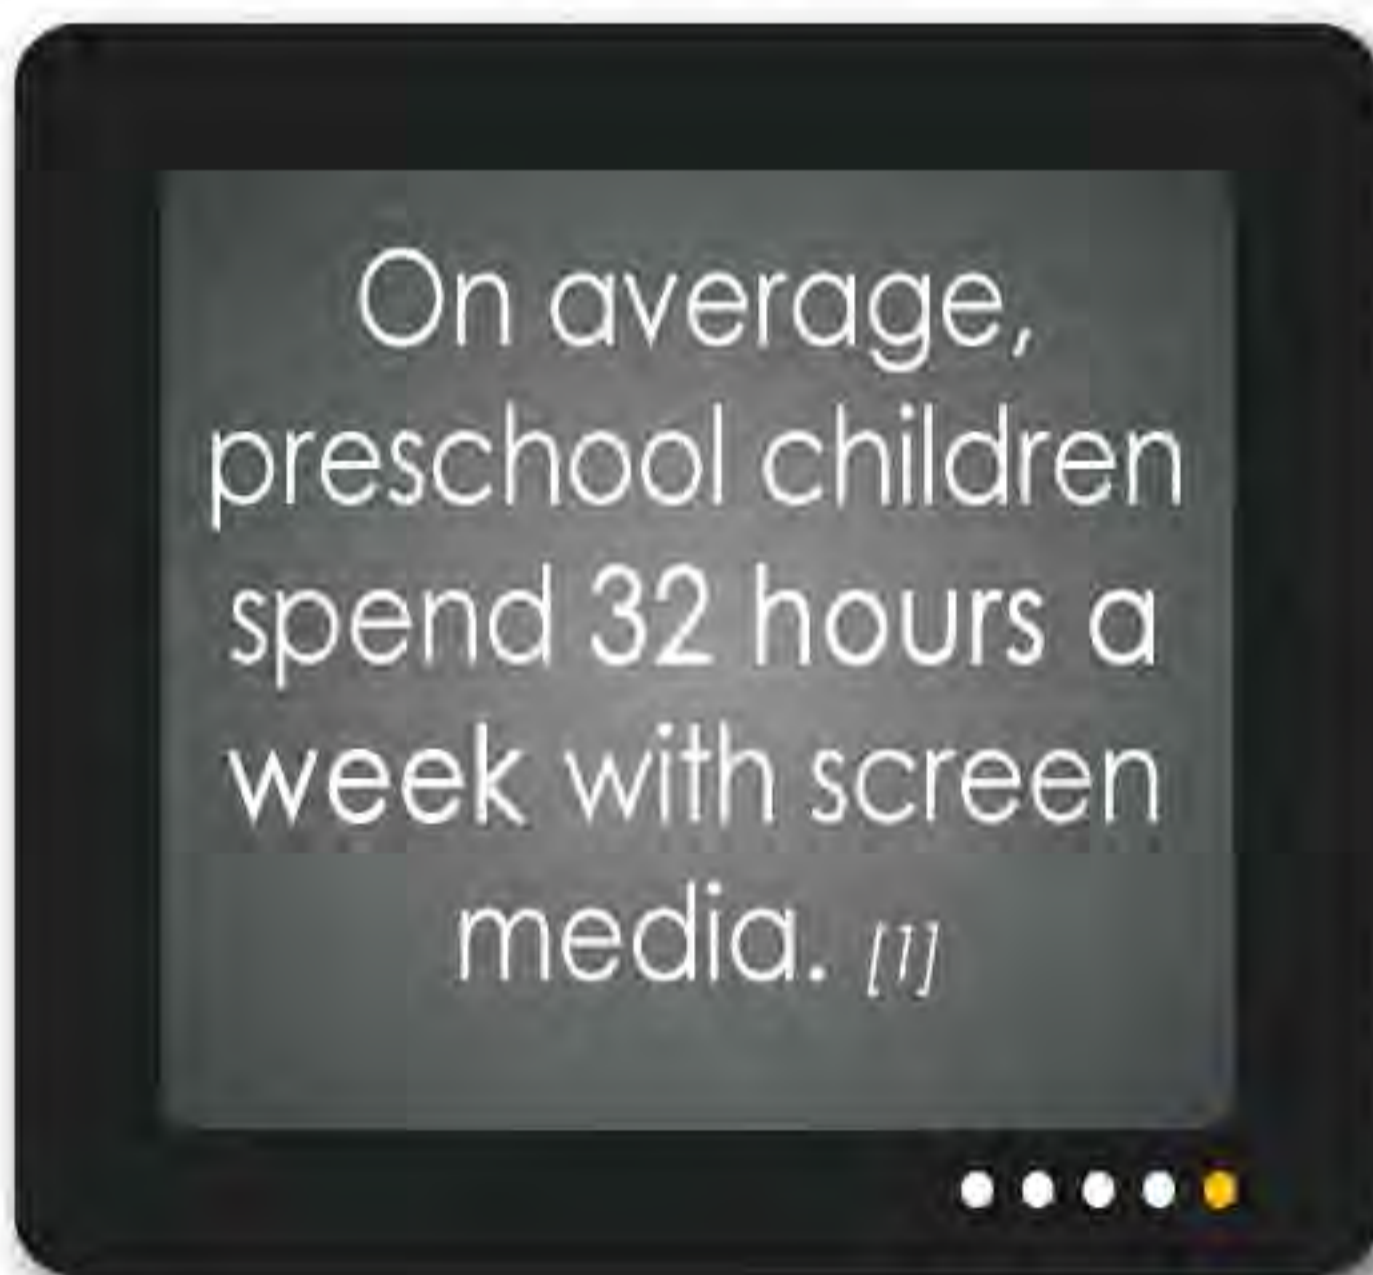 On average,
preschool children
spend 32 hours a
week with screen
media. [1]